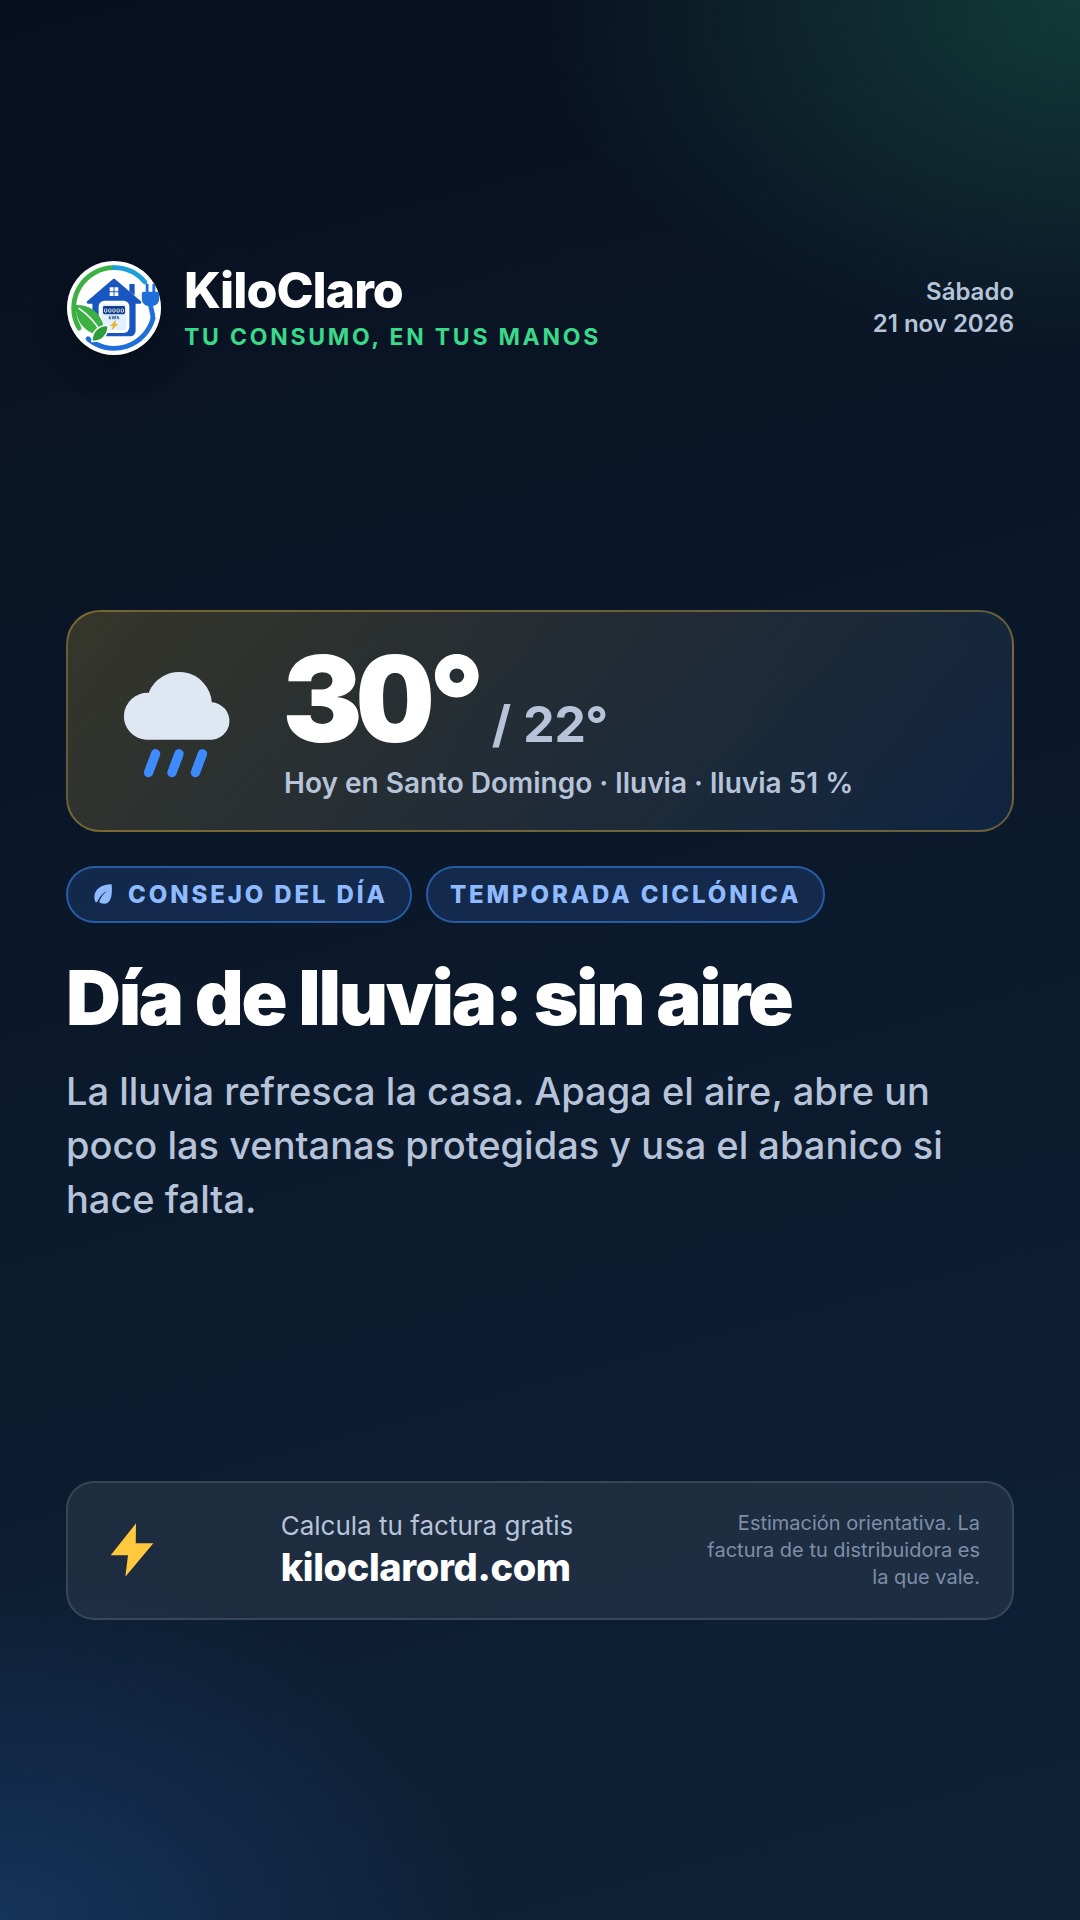 KiloClaro
TU CONSUMO, EN TUS MANOS
Sábado
21 nov 2026
00000
kWh
30° / 22°
Hoy en Santo Domingo · lluvia · lluvia 51 %
CONSEJO DEL DÍA
TEMPORADA CICLÓNICA
Día de lluvia: sin aire
La lluvia refresca la casa. Apaga el aire, abre un
poco las ventanas protegidas y usa el abanico si
hace falta.
Calcula tu factura gratis
kiloclarord.com
Estimación orientativa. La
factura de tu distribuidora es
la que vale.